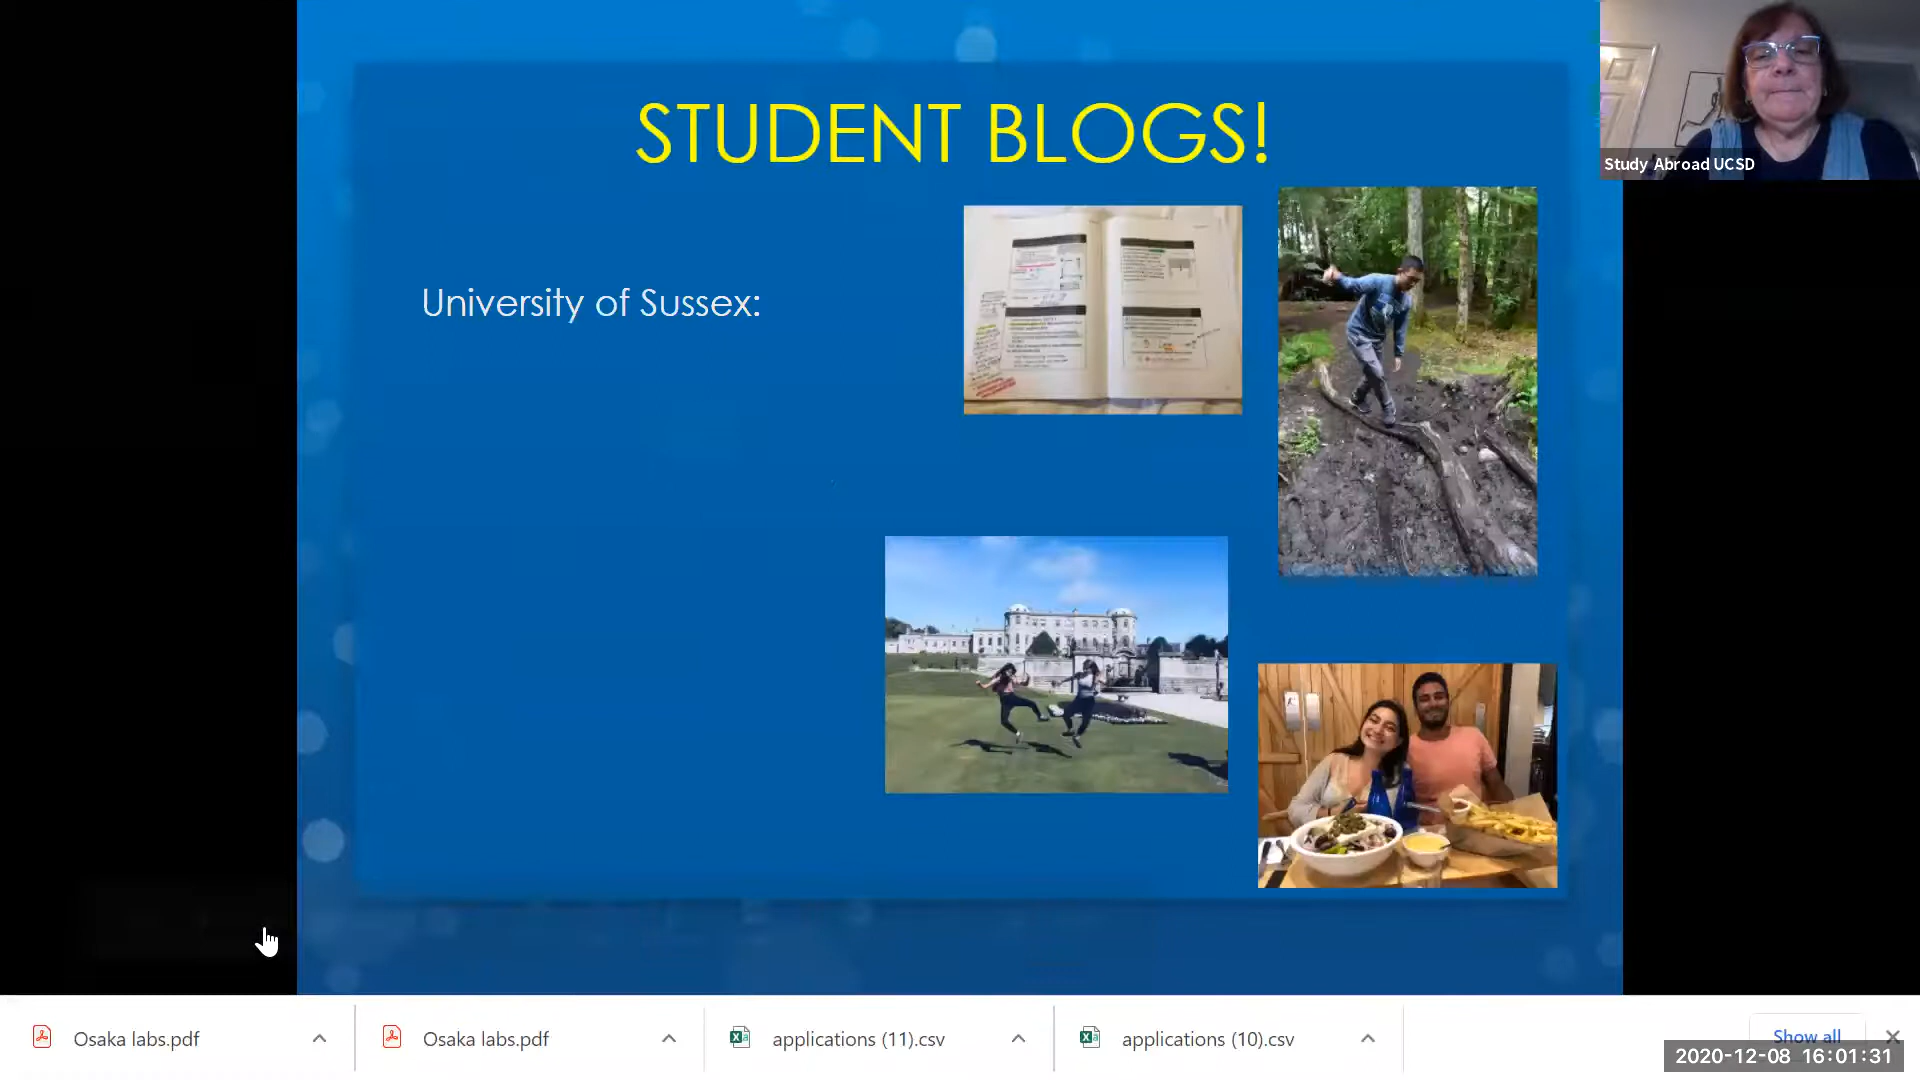 STUDENT BLOGS!
Study Abroad UCSD
University of Sussex:
Osaka labs.pdf
Osaka labs.pdf
applications (11).csv
applications (10).csv
Show all
2020-12-08 16:01:31